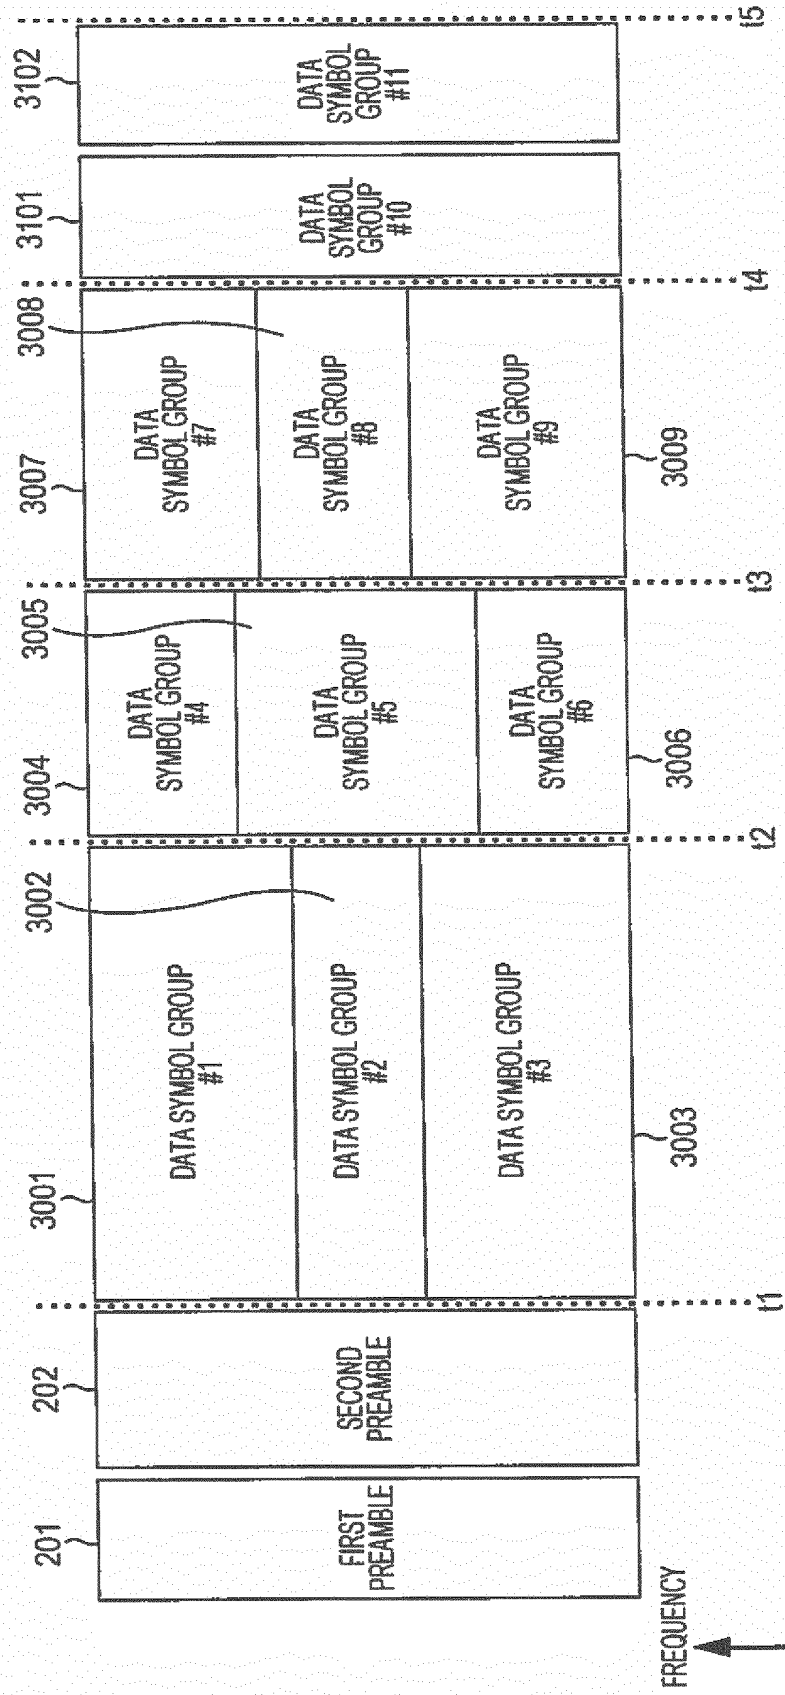 201
202
3001
3002
3004
3005
3007
3008
3101
3102
FIRST
PREAMBLE
SECOND
PREAMBLE
DATA SYMBOL GROUP
#1
DATA SYMBOL GROUP
#2
DATA SYMBOL GROUP
#3
DATA
SYMBOL GROUP
#4
DATA
SYMBOL GROUP
#5
DATA
SYMBOL GROUP
#6
DATA
SYMBOL GROUP
#7
DATA
SYMBOL GROUP
#8
DATA
SYMBOL GROUP
#9
DATA
SYMBOL
GROUP
#10
DATA
SYMBOL
GROUP
#11
3003
3006
3009
FREQUENCY
t1
t2
t3
t4
t5